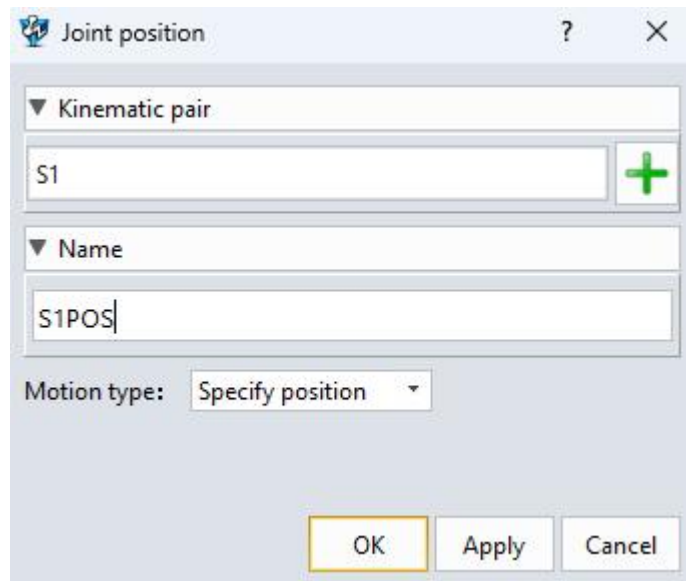 Joint position ? ×
▼ Kinematic pair
S1
▼ Name
S1POS
Motion type: Specify position
OK Apply Cancel